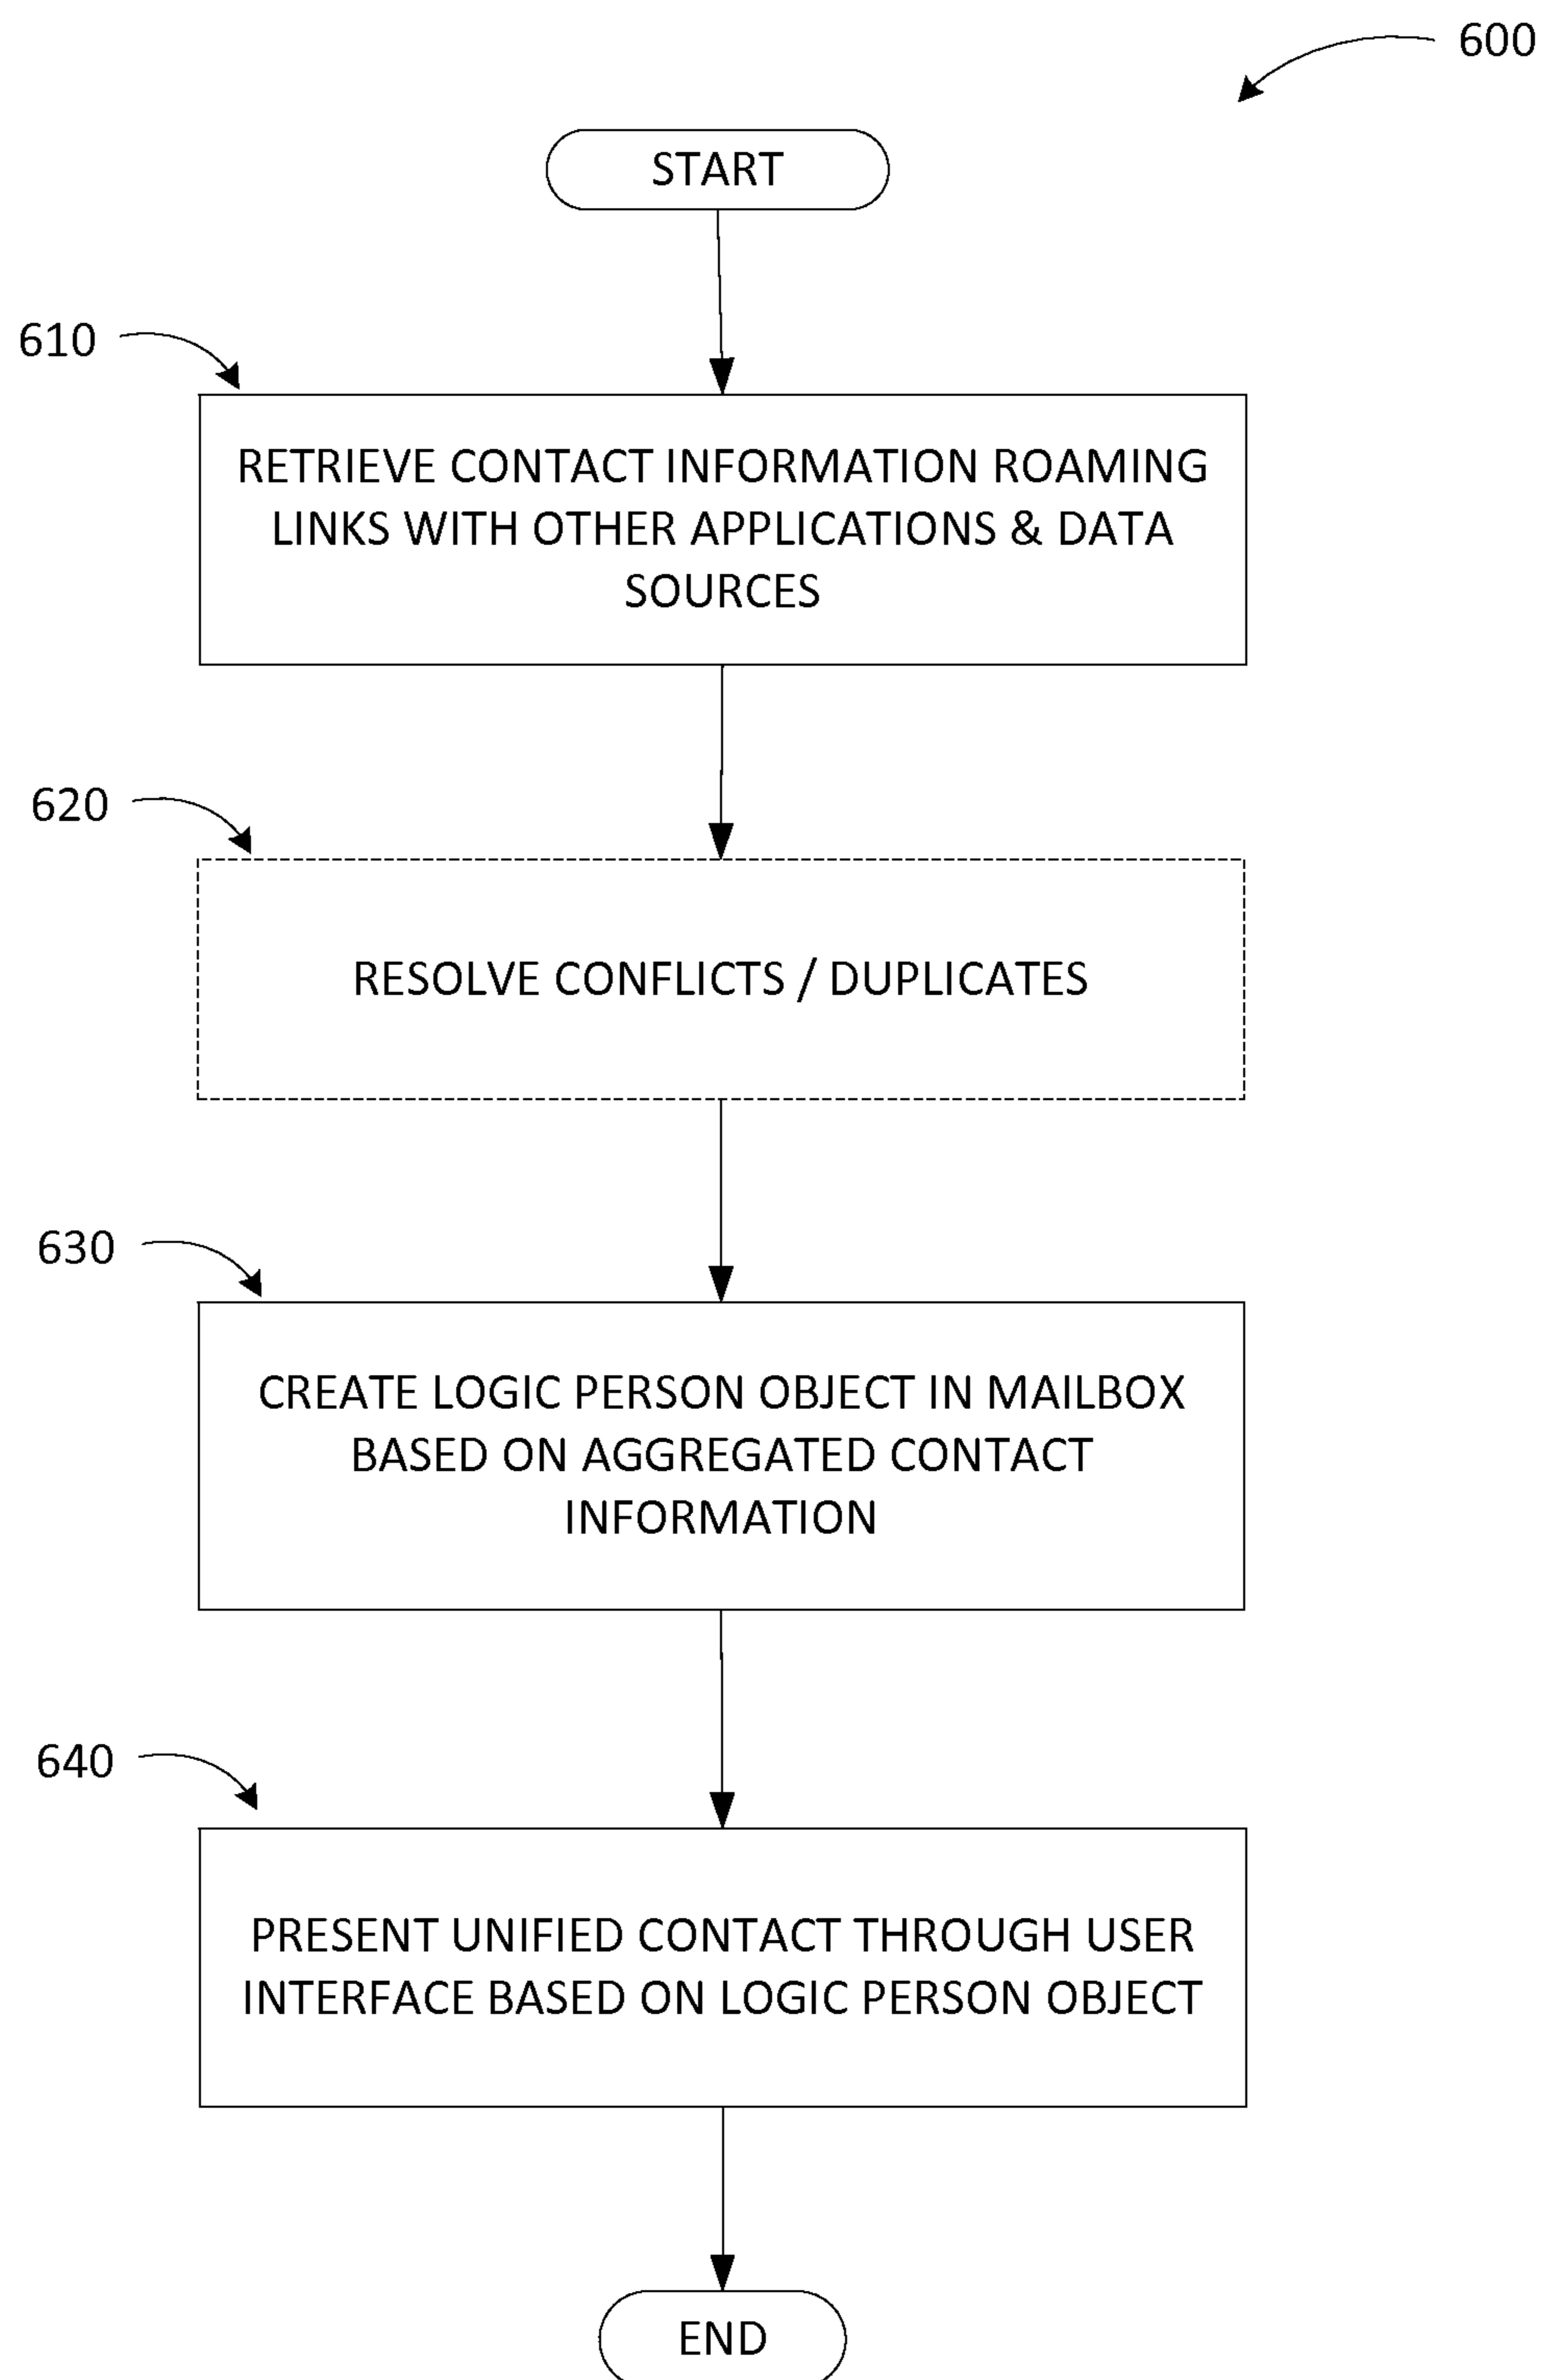 600
START
610
RETRIEVE CONTACT INFORMATION ROAMING
LINKS WITH OTHER APPLICATIONS & DATA
SOURCES
620
RESOLVE CONFLICTS / DUPLICATES
630
CREATE LOGIC PERSON OBJECT IN MAILBOX
BASED ON AGGREGATED CONTACT
INFORMATION
640
PRESENT UNIFIED CONTACT THROUGH USER
INTERFACE BASED ON LOGIC PERSON OBJECT
END